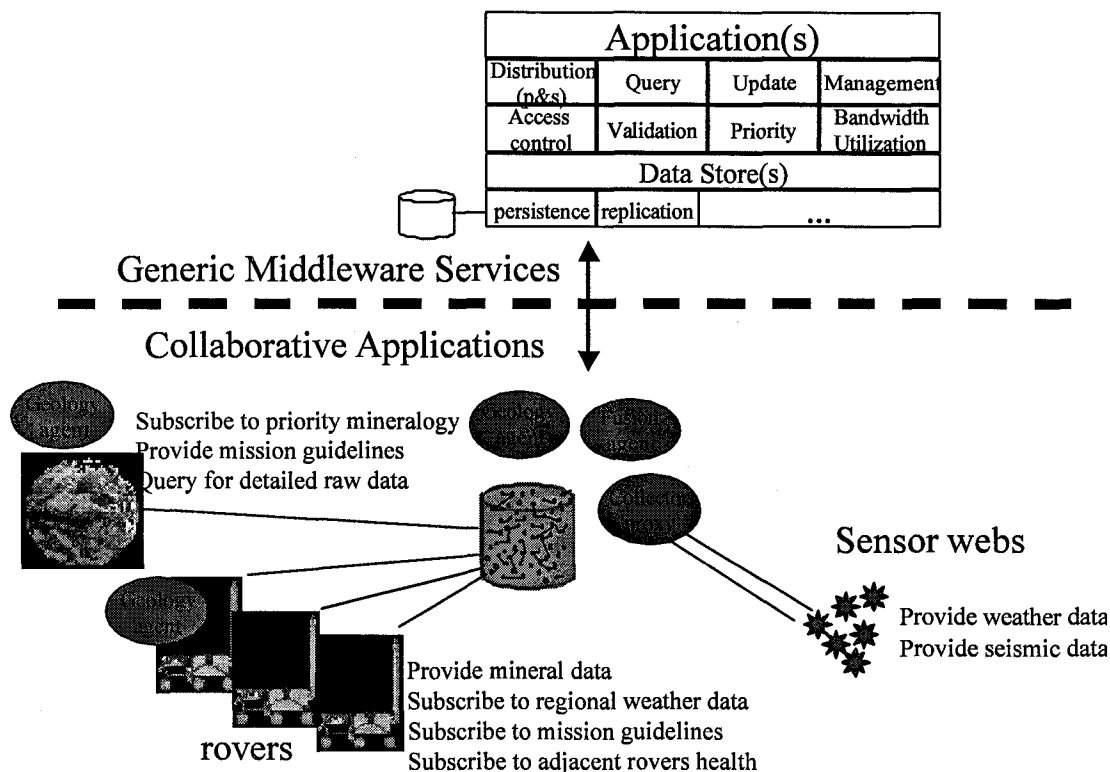 Application(s)
Distribution (p&s)
Query
Update
Management
Access control
Validation
Priority
Bandwidth Utilization
Data Store(s)
persistence
replication
...
Generic Middleware Services
Collaborative Applications
Geology agent
Subscribe to priority mineralogy
Provide mission guidelines
Query for detailed raw data
Geology
Fusion agent
Collector proxy
Sensor webs
Provide weather data
Provide seismic data
Geology agent
Provide mineral data
Subscribe to regional weather data
Subscribe to mission guidelines
Subscribe to adjacent rovers health
rovers